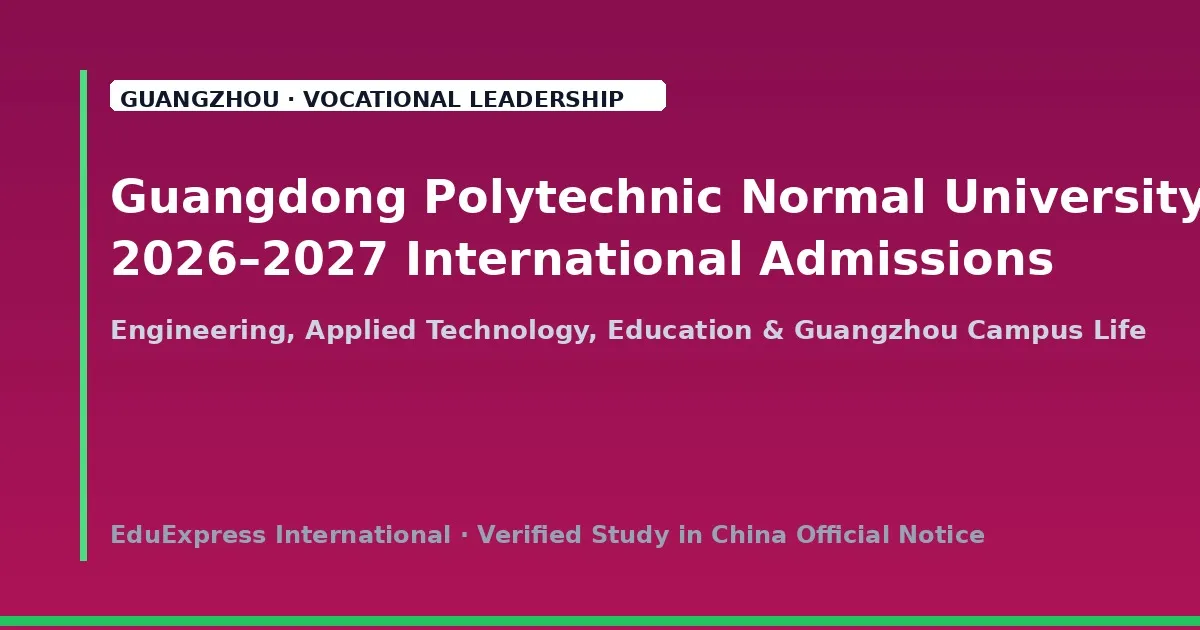 GUANGZHOU · VOCATIONAL LEADERSHIP
Guangdong Polytechnic Normal University
2026–2027 International Admissions
Engineering, Applied Technology, Education & Guangzhou Campus Life
EduExpress International · Verified Study in China Official Notice